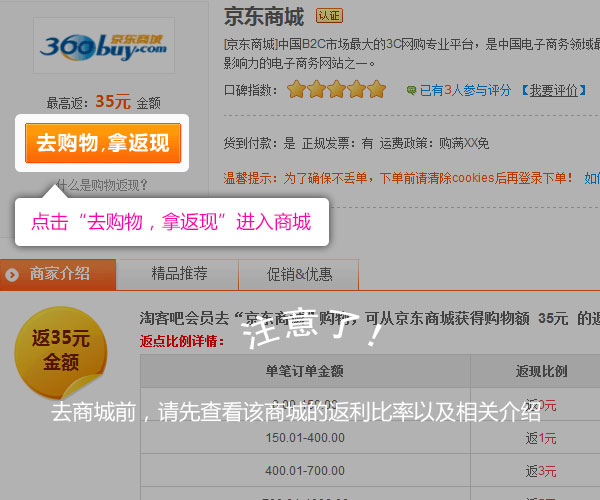 360buy.com 京东商城
京东商城 认证
[京东商城]中国B2C市场最大的3C网购专业平台，是中国电子商务领域最
影响力的电子商务网站之一。
口碑指数：
已有3人参与评分 【我要评价】
最高返：35元 金额
去购物,拿返现
什么是购物返现?
货到付款：是 正规发票：有 运费政策：购满XX免
温馨提示：为了确保不丢单，下单前请清除cookies后再登录下单！ 如
点击“去购物，拿返现”进入商城
商家介绍 精品推荐 促销&优惠
返35元
金额
淘客吧会员去“京东商城”购物，可从京东商城获得购物额 35元 的返
注意了！
返点比例详情：
单笔订单金额 返现比例
返0元
去商城前，请先查看该商城的返利比率以及相关介绍
150.01-400.00 返1元
400.01-700.00 返3元